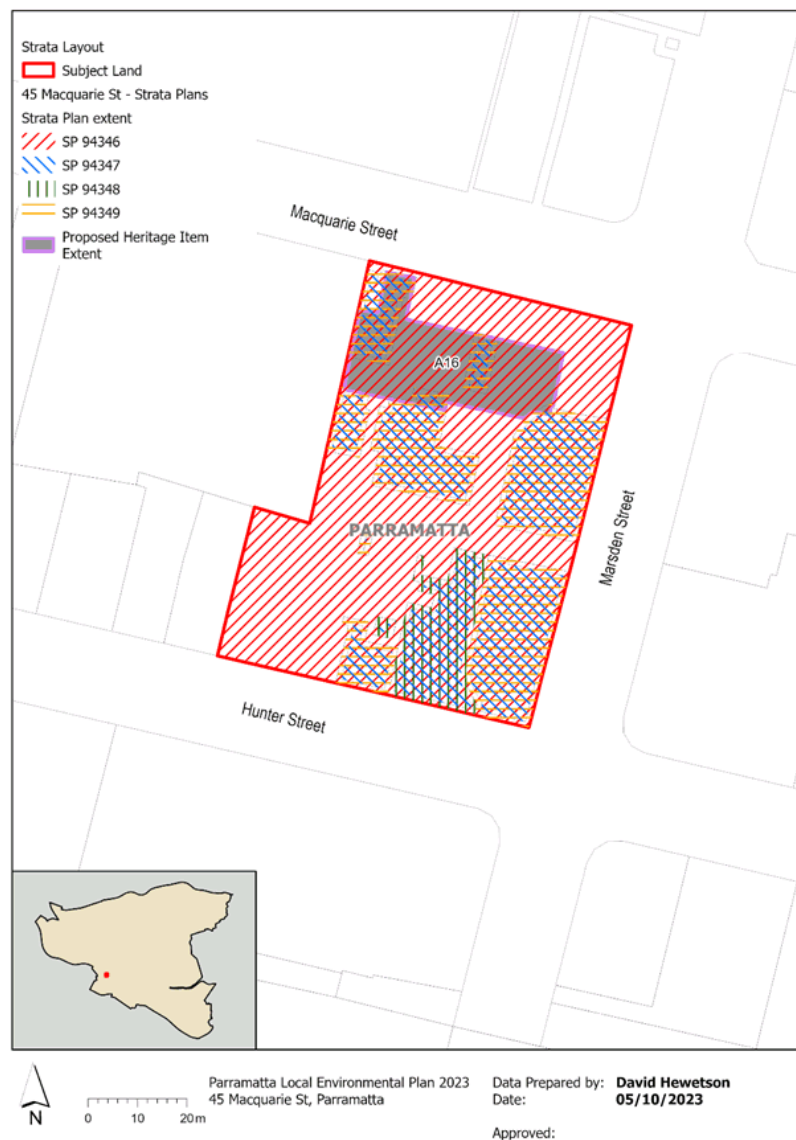 Strata Layout
Subject Land
45 Macquarie St - Strata Plans
Strata Plan extent
SP 94346
SP 94347
SP 94348
SP 94349
Proposed Heritage Item
Extent
Macquarie Street
A16
PARRAMATTA
Marsden Street
Hunter Street
N
0 10 20 m
Parramatta Local Environmental Plan 2023
45 Macquarie St, Parramatta
Data Prepared by: David Hewetson
Date: 05/10/2023
Approved: